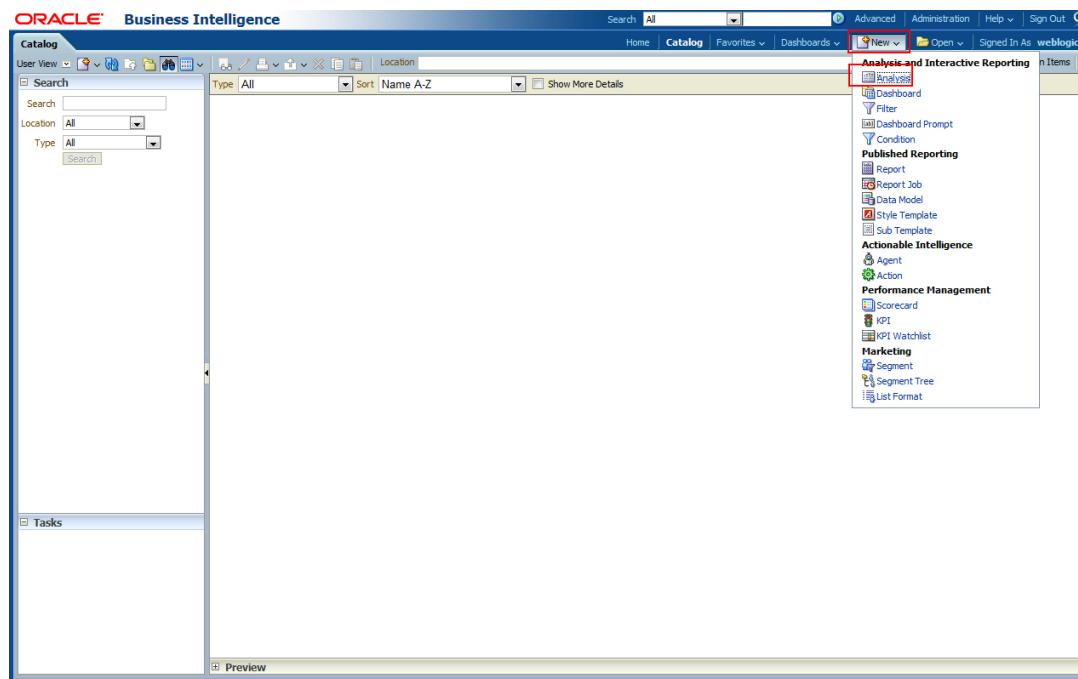 ORACLE Business Intelligence
Search All
Advanced Administration Help Sign Out
Catalog
Home Catalog Favorites Dashboards New Open Signed In As weblogic
User View
Location
n Items
Search
Search
Location All
Type All
Search
Type All Sort Name A-Z Show More Details
Analysis and Interactive Reporting
Analysis
Dashboard
Filter
Dashboard Prompt
Condition
Published Reporting
Report
Report Job
Data Model
Style Template
Sub Template
Actionable Intelligence
Agent
Action
Performance Management
Scorecard
KPI
KPI Watchlist
Marketing
Segment
Segment Tree
List Format
Tasks
Preview